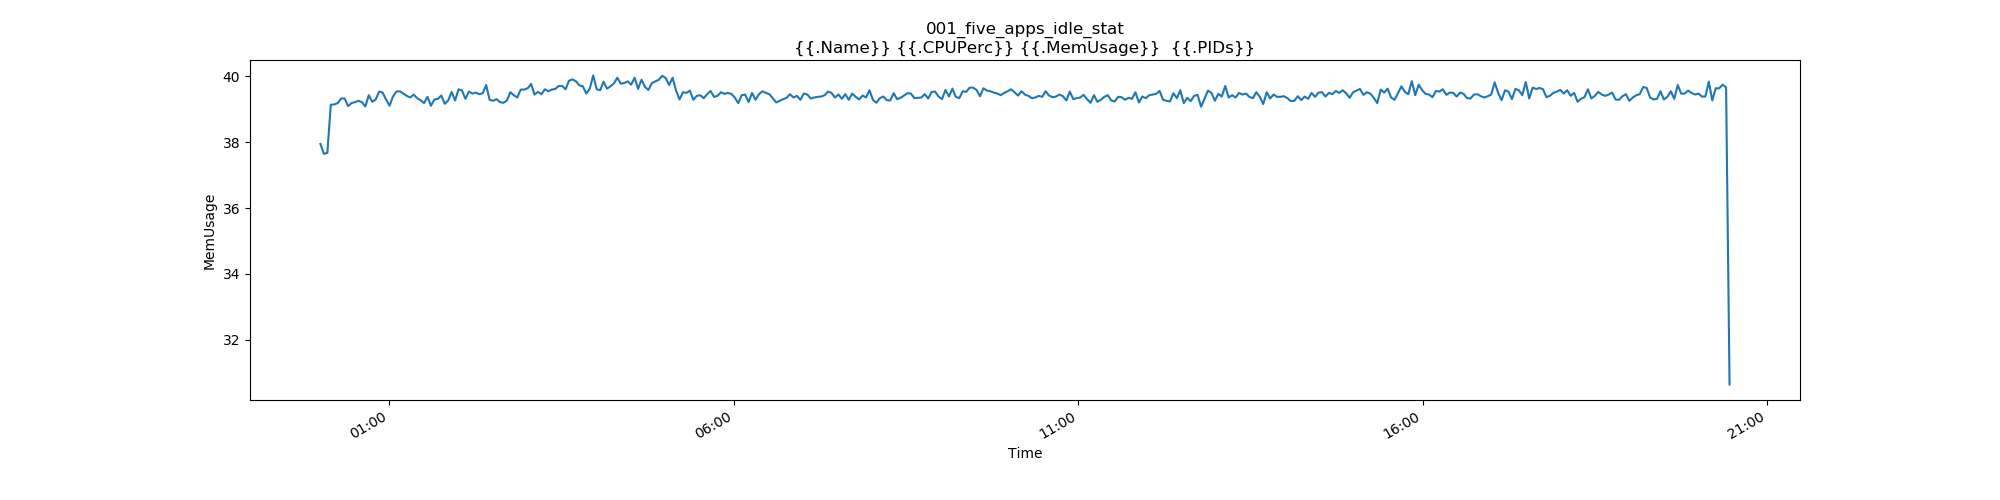 001_five_apps_idle_stat
{{.Name}} {{.CPUPerc}} {{.MemUsage}}  {{.PIDs}}
40
38
36
34
32
MemUsage
01:00
06:00
11:00
16:00
21:00
Time